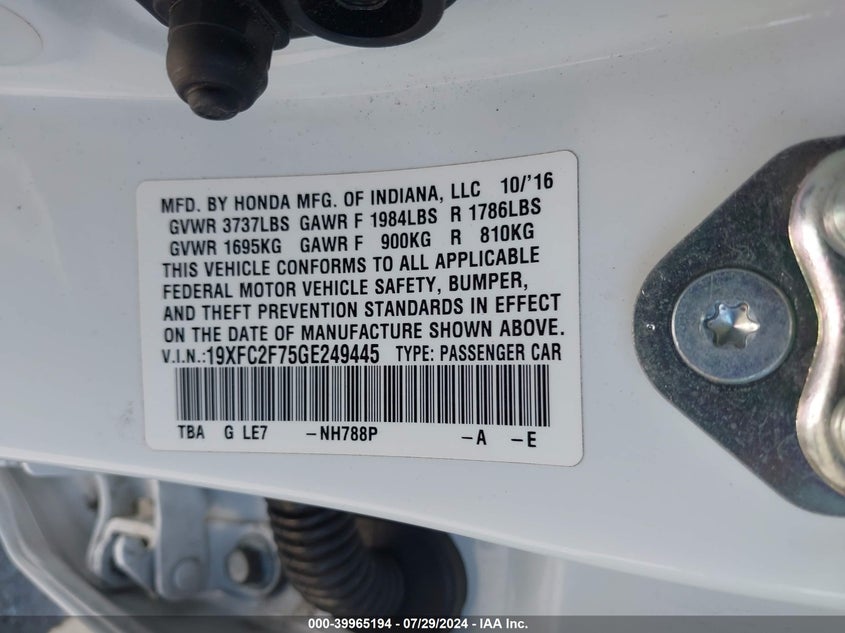 MFD. BY HONDA MFG. OF INDIANA, LLC 10/'16
GVWR 3737LBS GAWR F 1984LBS R 1786LBS
GVWR 1695KG GAWR F 900KG R 810KG
THIS VEHICLE CONFORMS TO ALL APPLICABLE
FEDERAL MOTOR VEHICLE SAFETY, BUMPER,
AND THEFT PREVENTION STANDARDS IN EFFECT
ON THE DATE OF MANUFACTURE SHOWN ABOVE.
V.I.N.:19XFC2F75GE249445 TYPE: PASSENGER CAR
TBA G LE7 -NH788P -A -E
000-39965194 / 07/29/2024 - IAA Inc.